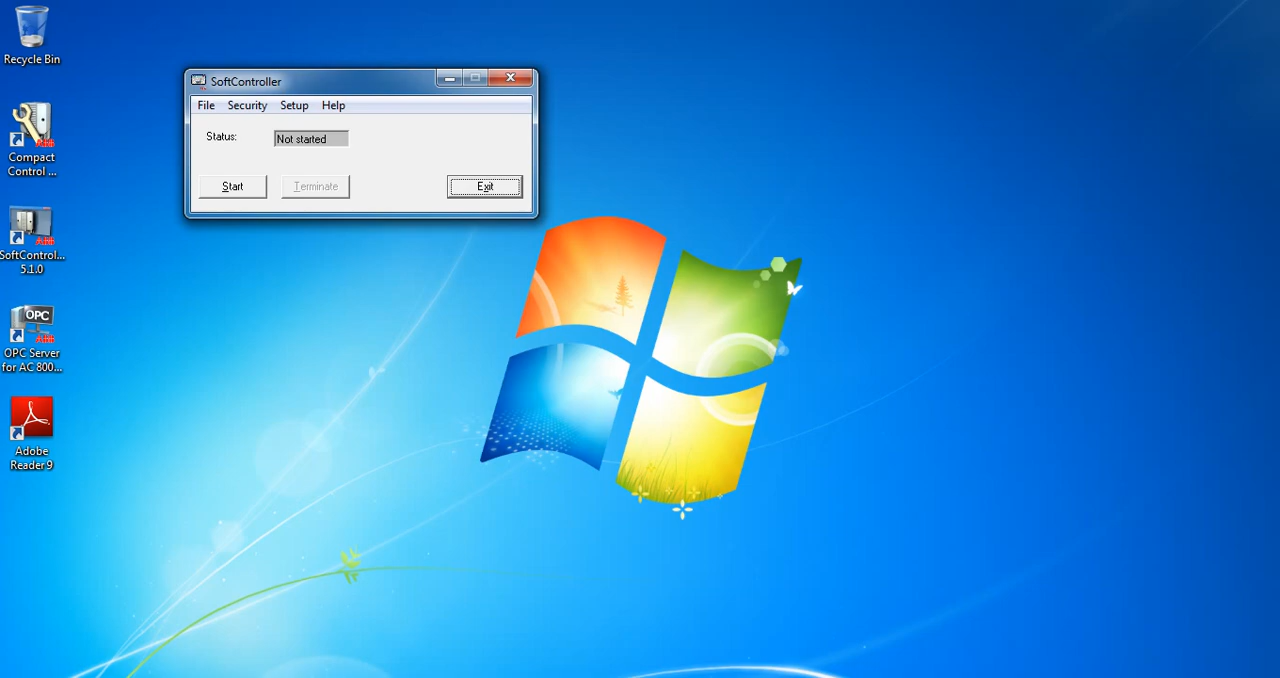 Recycle Bin
Compact
Control ...
SoftControl...
5.1.0
OPC
OPC Server
for AC 800...
Adobe
Reader 9
SoftController
File Security Setup Help
Status: Not started
Start Terminate Exit